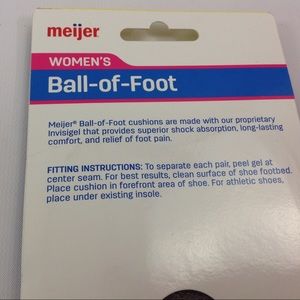 meijer
WOMEN'S
Ball-of-Foot
Meijer® Ball-of-Foot cushions are made with our proprietary
Invisigel that provides superior shock absorption, long-lasting
comfort, and relief of foot pain.
FITTING INSTRUCTIONS: To separate each pair, peel gel at
center seam. For best results, clean surface of shoe footbed.
Place cushion in forefront area of shoe. For athletic shoes,
place under existing insole.